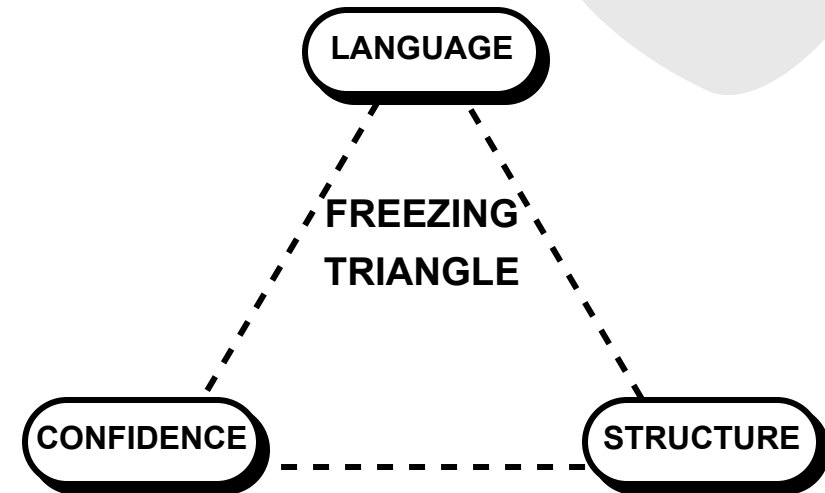 LANGUAGE
FREEZING
TRIANGLE
CONFIDENCE
STRUCTURE